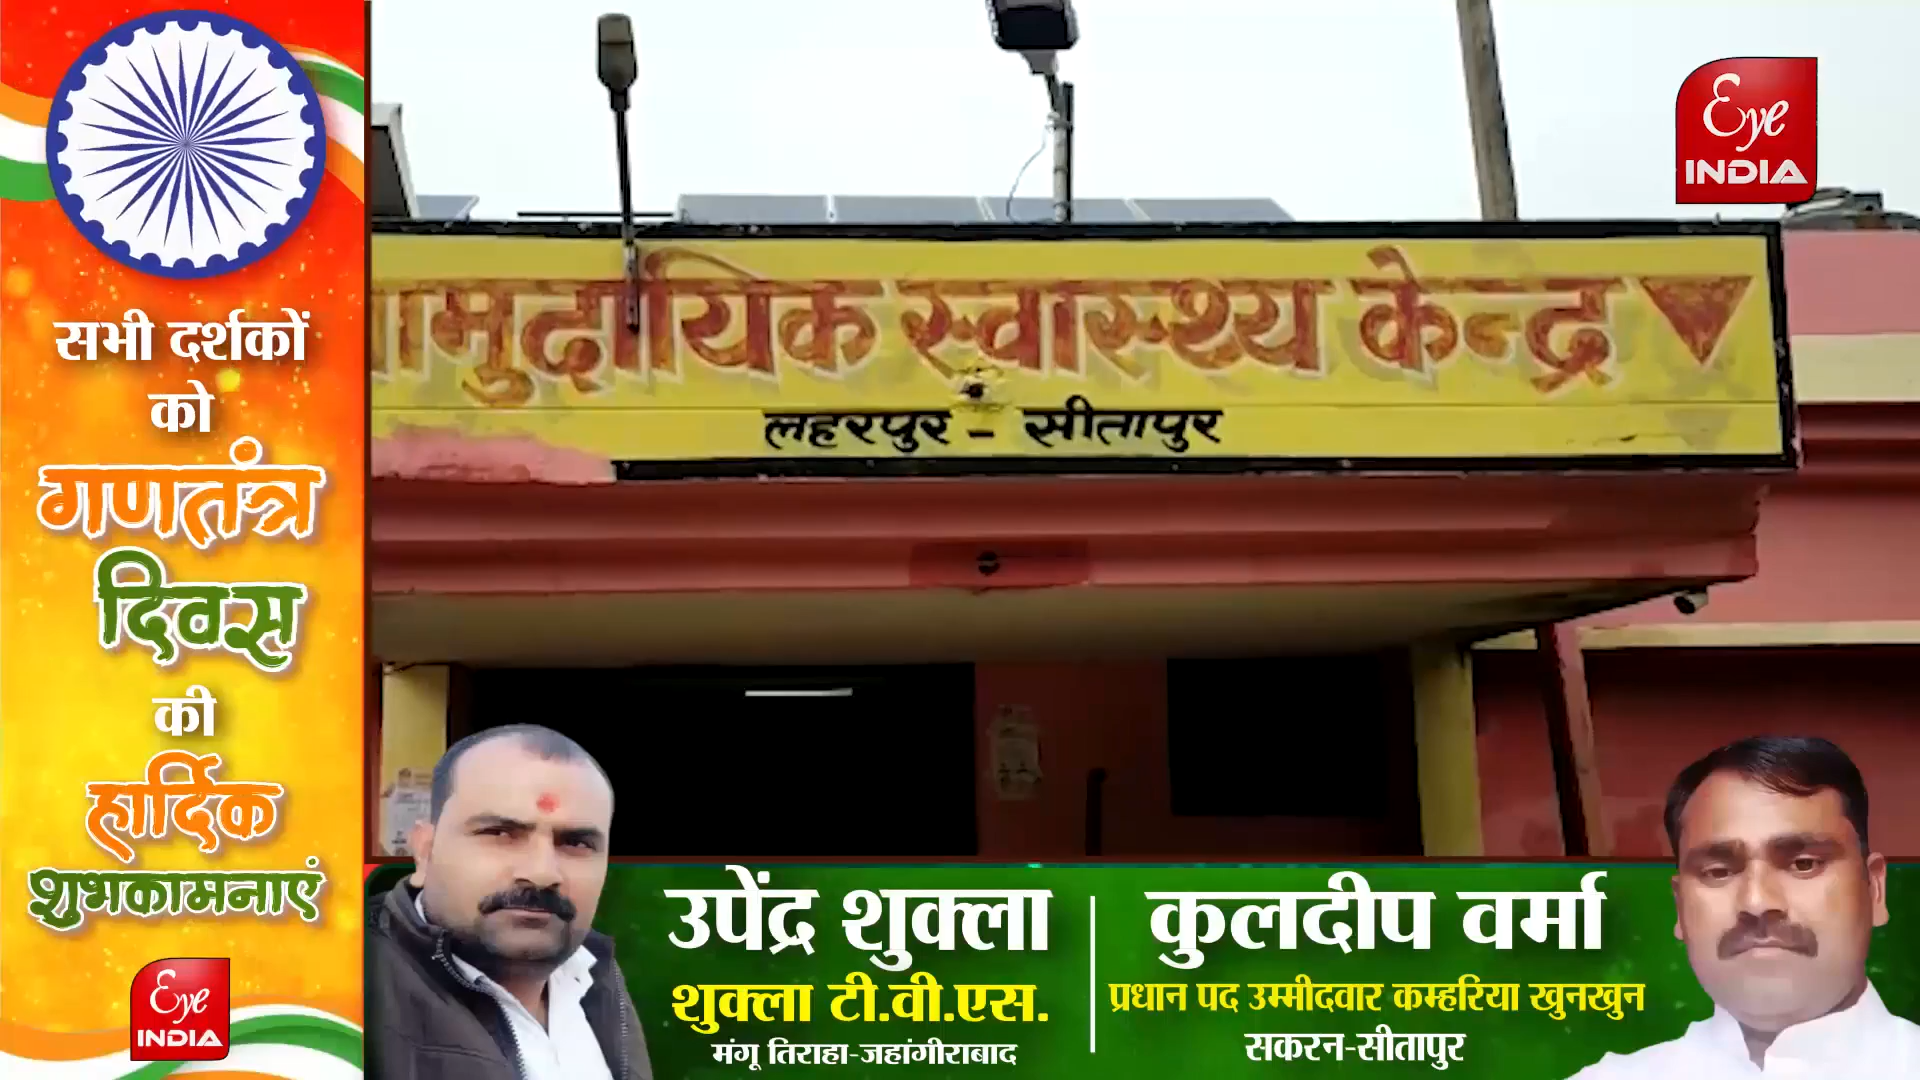 सभी दर्शकों
को
गणतंत्र
दिवस
की
हार्दिक
शुभकामनाएं
Eye
INDIA
Eye
INDIA
ामुदायिक स्वास्थ्य केन्द्र
लहरपुर - सीतापुर
उपेंद्र शुक्ला
शुक्ला टी.वी.एस.
मंगू तिराहा-जहांगीराबाद
कुलदीप वर्मा
प्रधान पद उम्मीदवार कम्हरिया खुनखुन
सकरन-सीतापुर